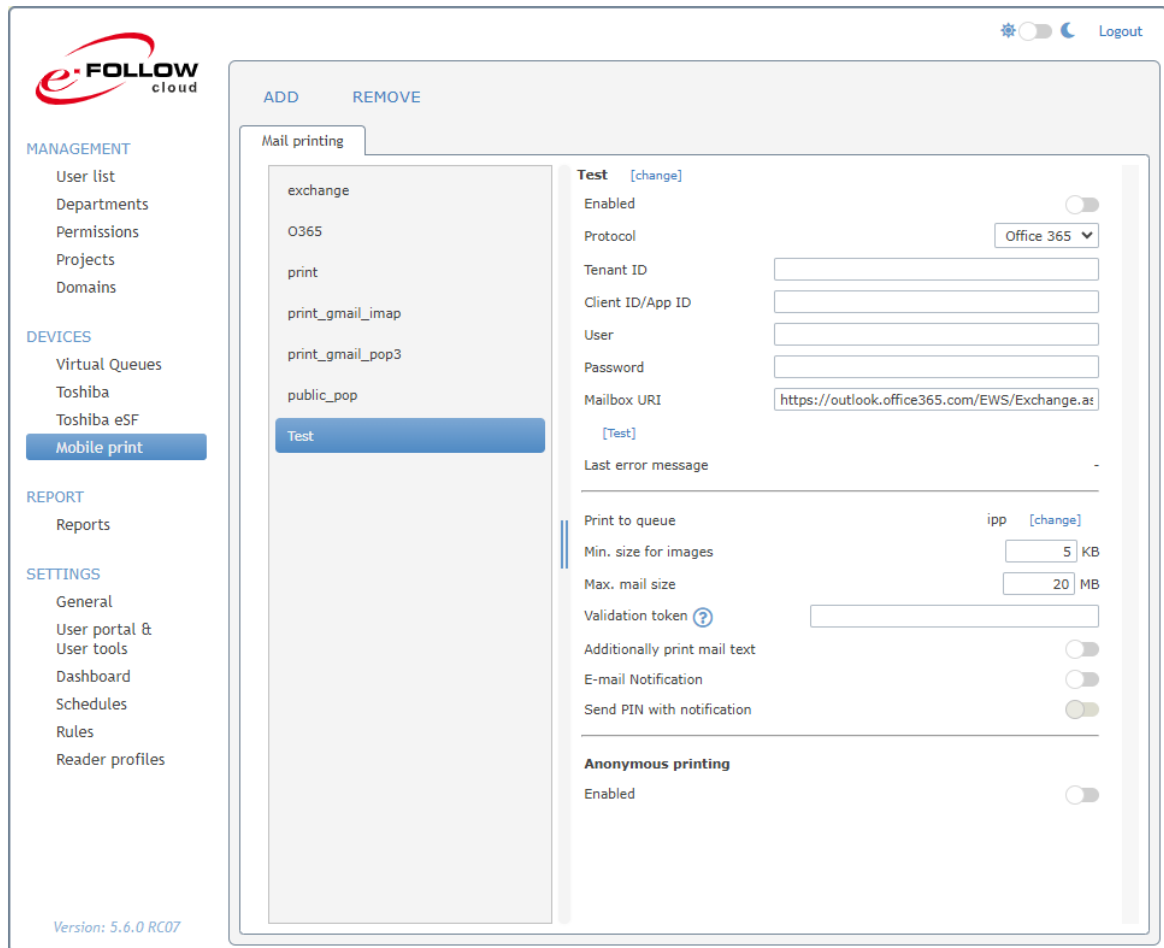 Logout
e-FOLLOW
cloud
ADD REMOVE
Mail printing
MANAGEMENT
User list
Departments
Permissions
Projects
Domains
DEVICES
Virtual Queues
Toshiba
Toshiba eSF
Mobile print
REPORT
Reports
SETTINGS
General
User portal &
User tools
Dashboard
Schedules
Rules
Reader profiles
Version: 5.6.0 RC07
exchange
O365
print
print_gmail_imap
print_gmail_pop3
public_pop
Test
Test [change]
Enabled
Protocol Office 365
Tenant ID
Client ID/App ID
User
Password
Mailbox URI https://outlook.office365.com/EWS/Exchange.as
[Test]
Last error message -
Print to queue ipp [change]
Min. size for images 5 KB
Max. mail size 20 MB
Validation token ?
Additionally print mail text
E-mail Notification
Send PIN with notification
Anonymous printing
Enabled